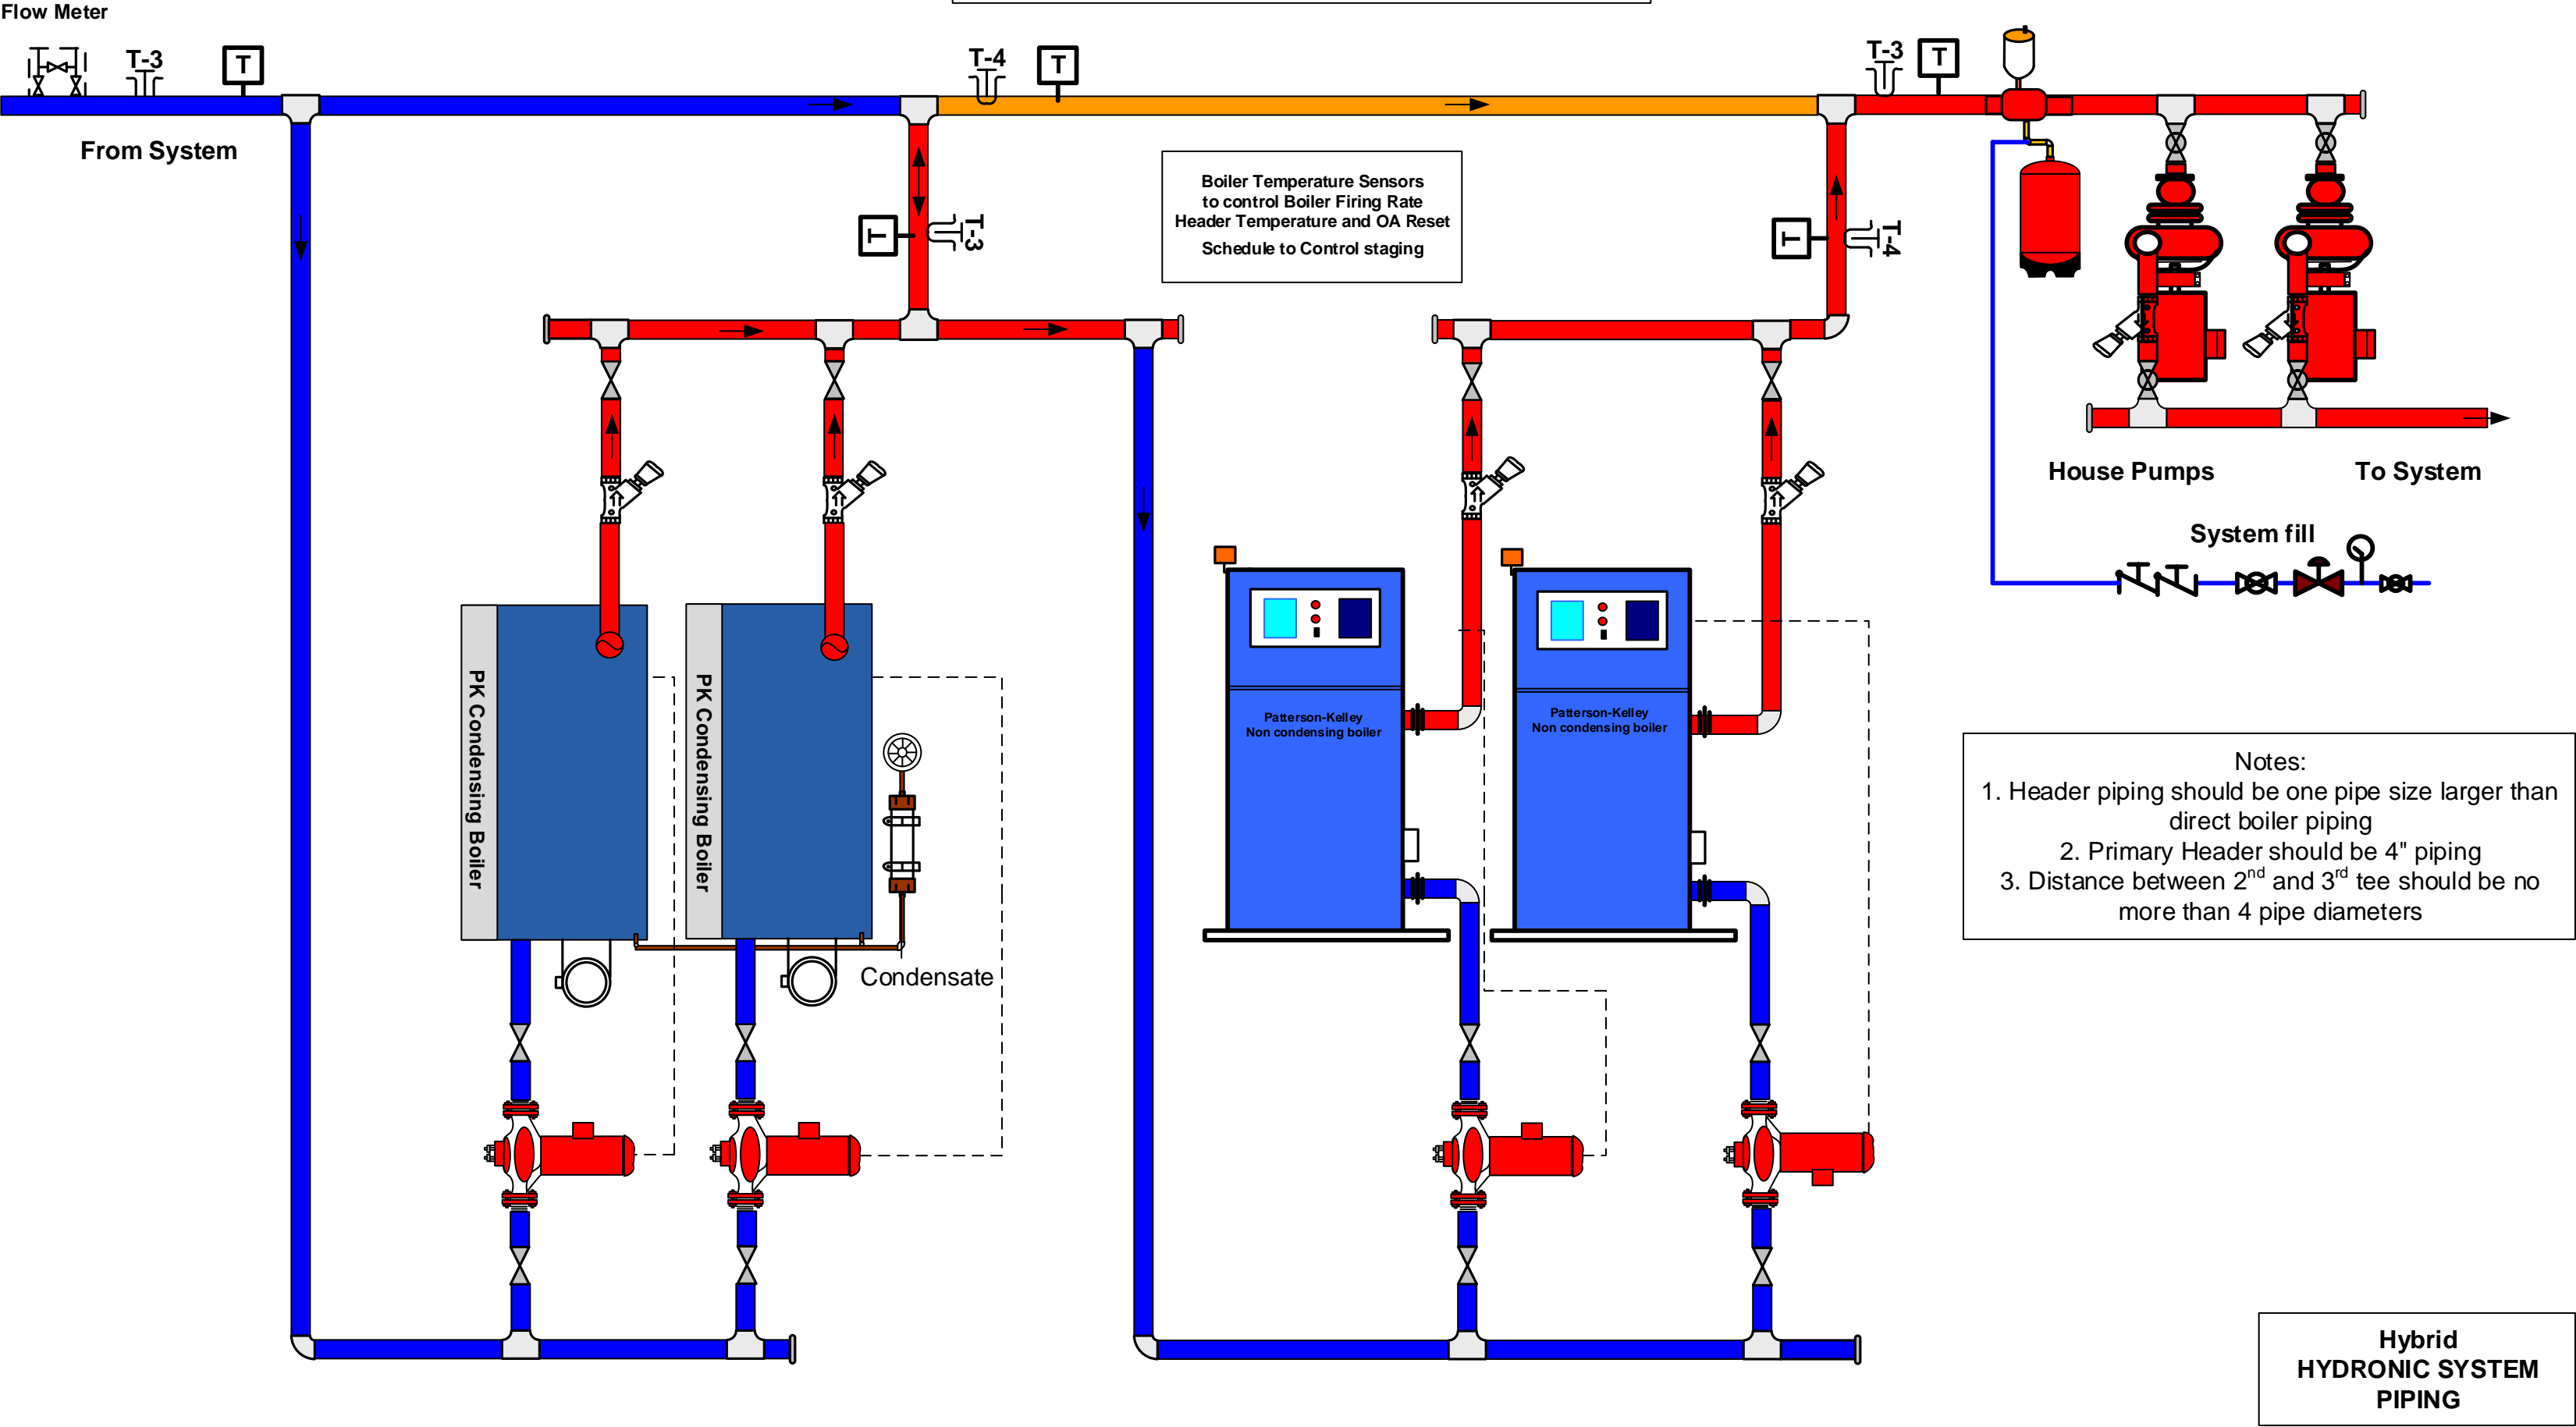 Flow Meter
T-3
T
T-4
T
T-3
T
From System
Boiler Temperature Sensors
to control Boiler Firing Rate
Header Temperature and OA Reset
Schedule to Control staging
T
T-3
T
T-4
House Pumps
To System
System fill
PK Condensing Boiler
PK Condensing Boiler
Patterson-Kelley
Non condensing boiler
Patterson-Kelley
Non condensing boiler
Condensate
Notes:
1. Header piping should be one pipe size larger than
direct boiler piping
2. Primary Header should be 4" piping
3. Distance between 2nd and 3rd tee should be no
more than 4 pipe diameters
Hybrid
HYDRONIC SYSTEM
PIPING